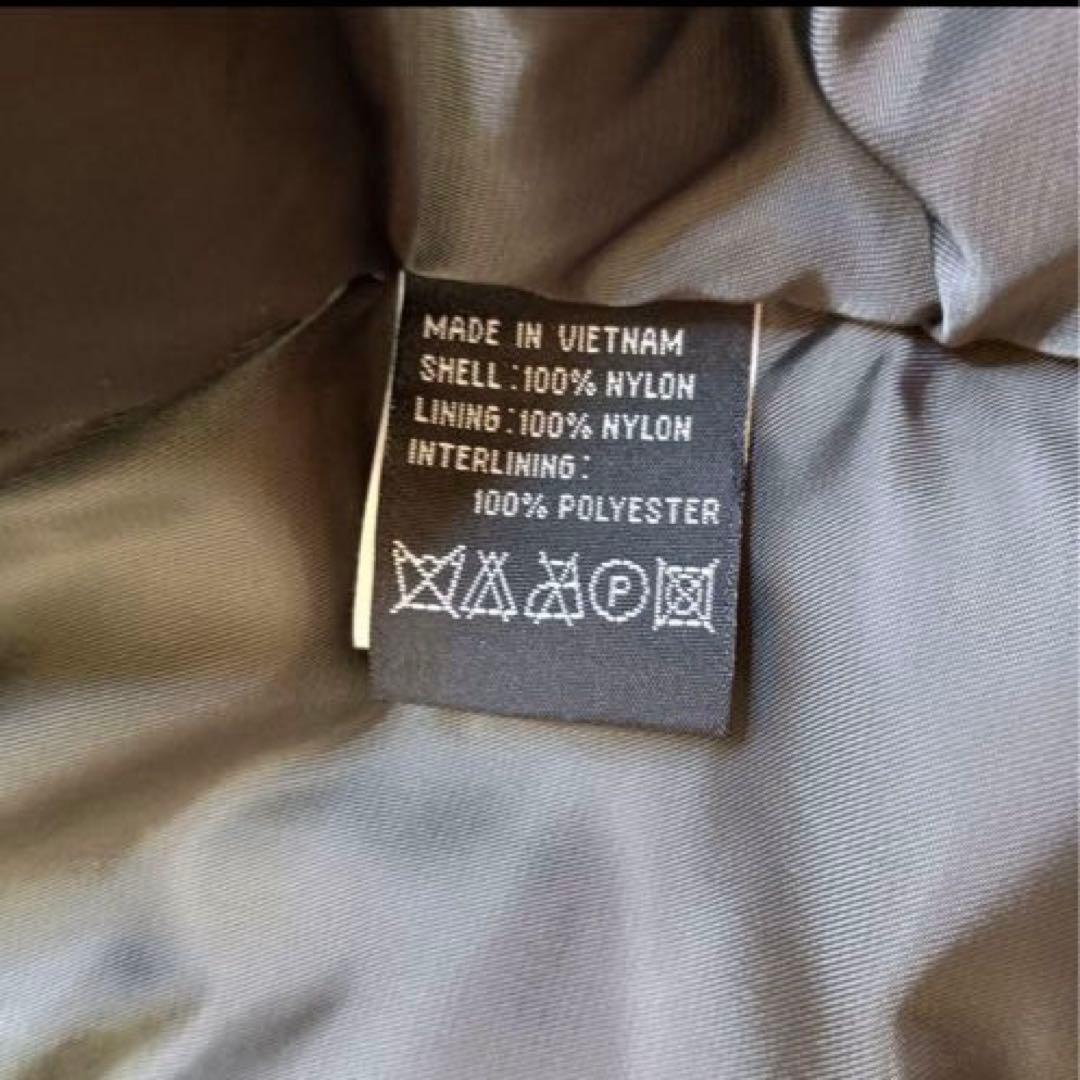 MADE IN VIETNAM
SHELL:100% NYLON
LINING:100% NYLON
INTERLINING:
100% POLYESTER
P